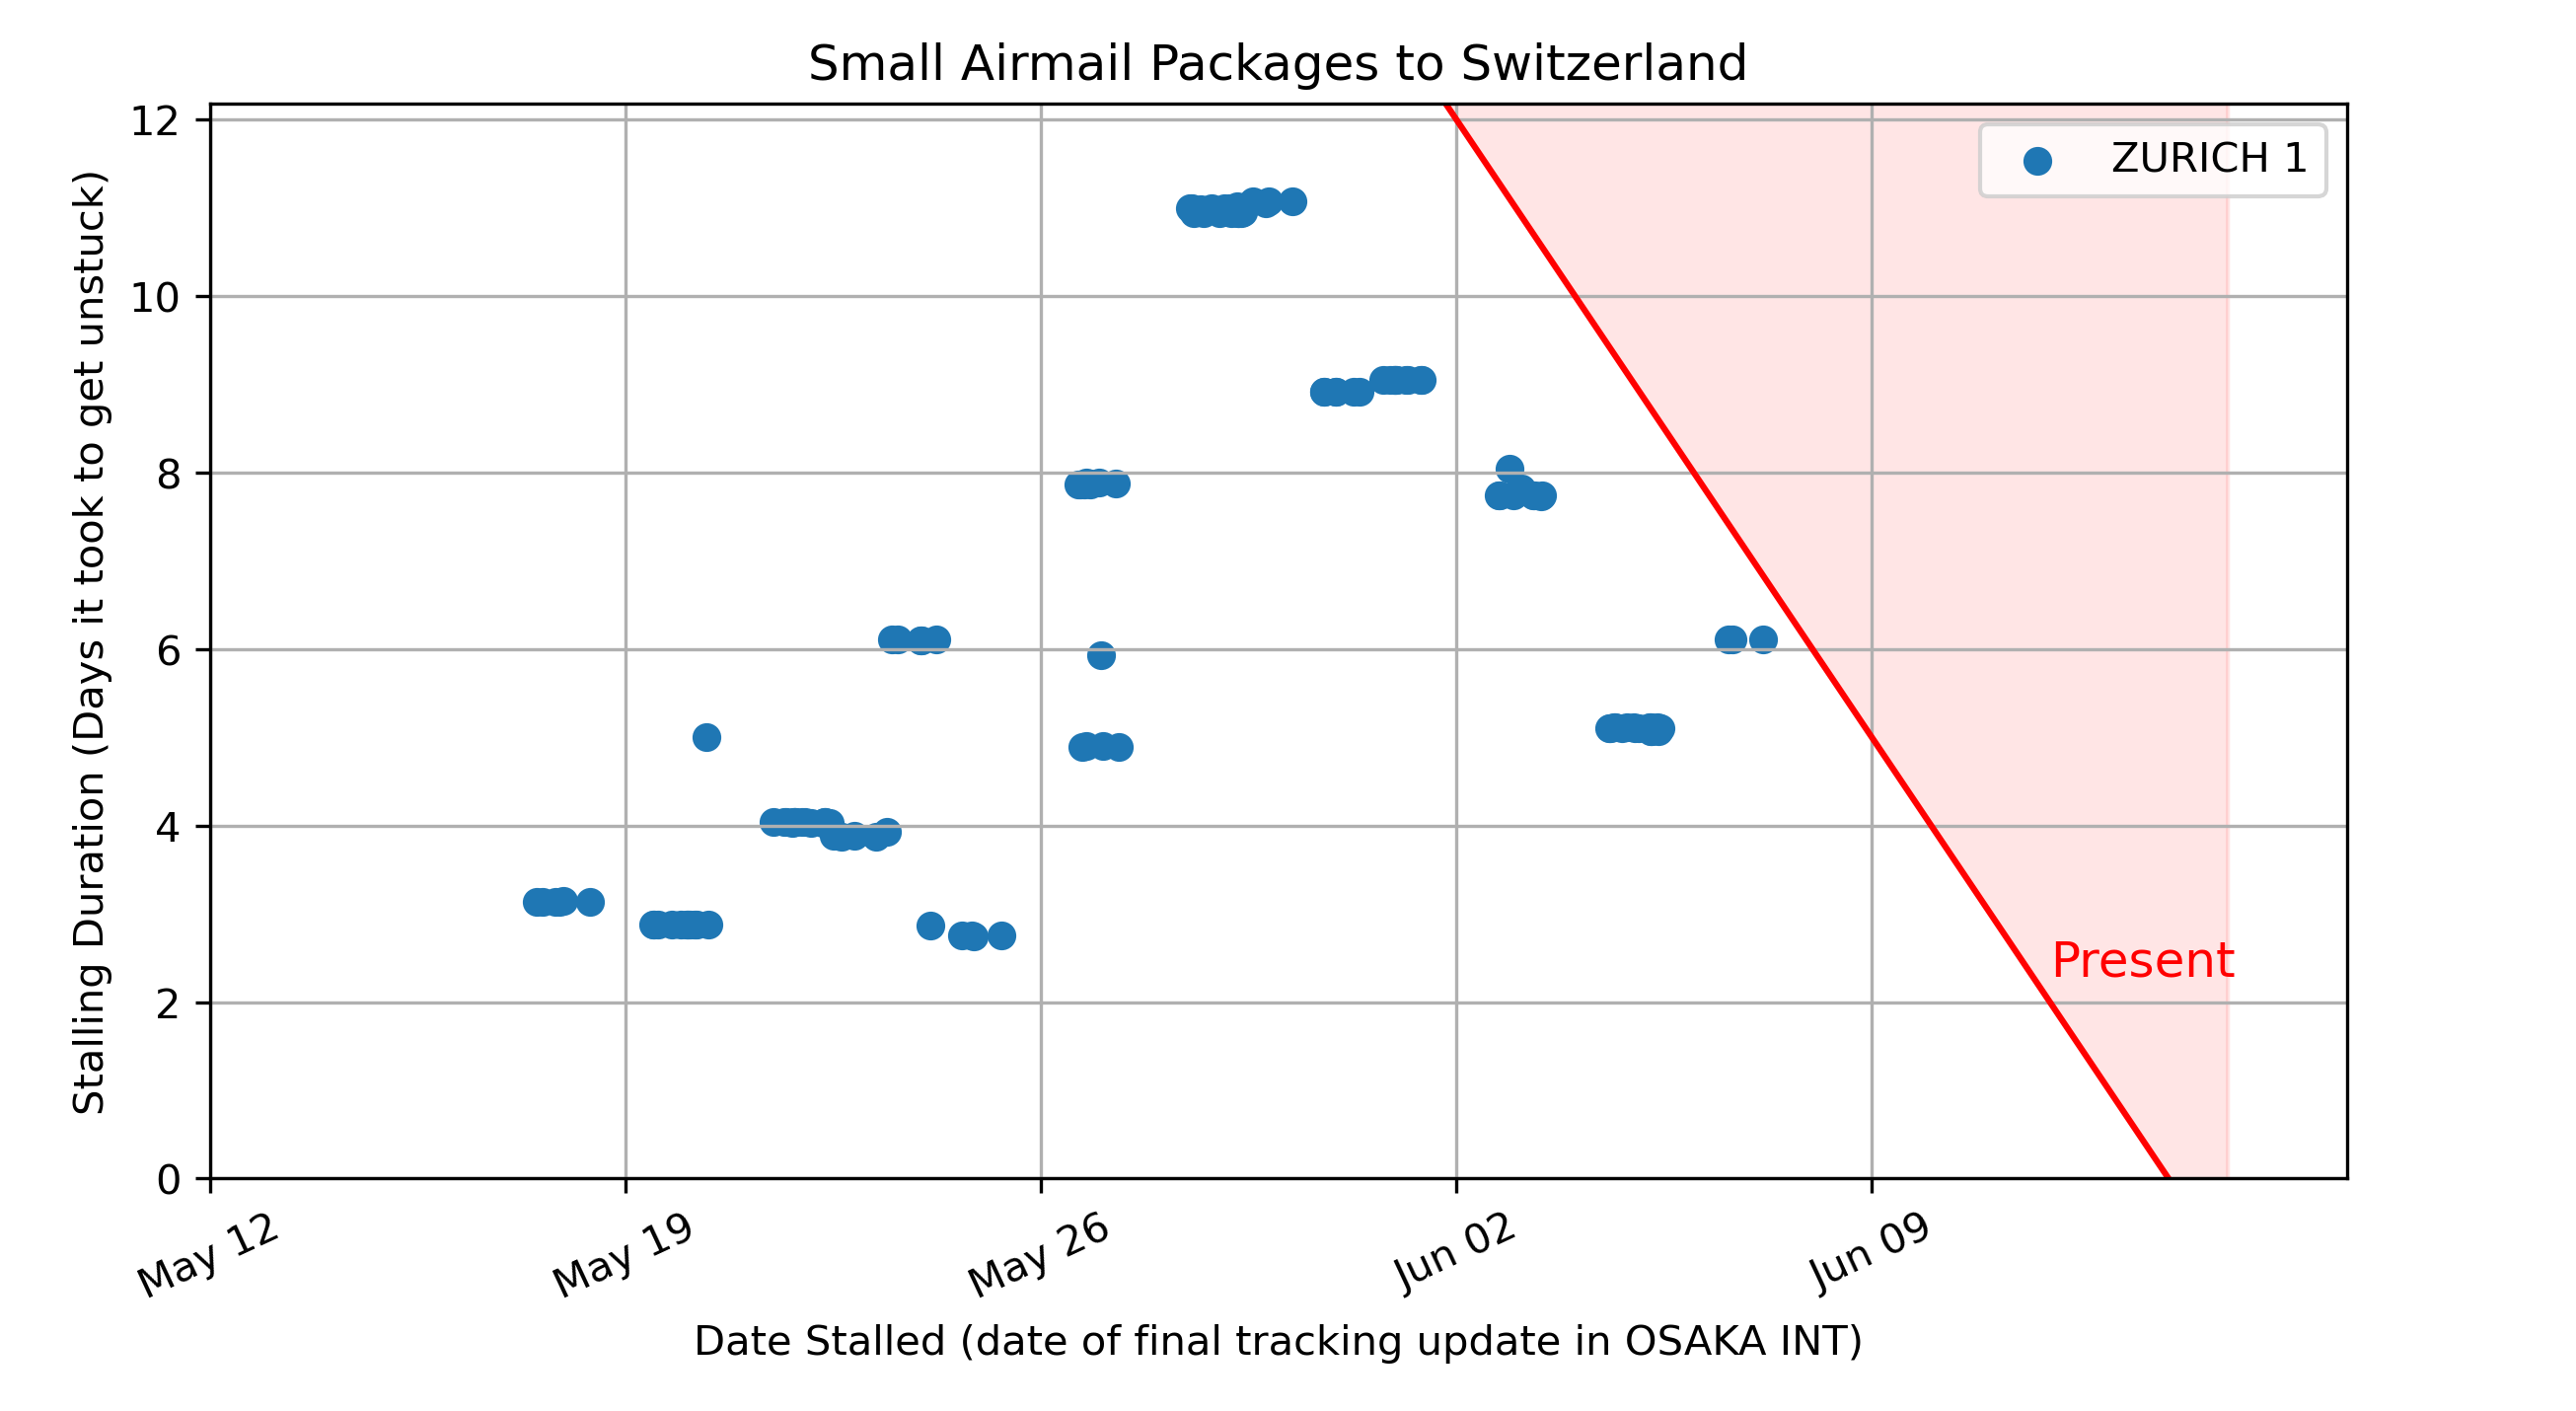 Small Airmail Packages to Switzerland
Stalling Duration (Days it took to get unstuck)
12
10
8
6
4
2
0
ZURICH 1
Present
May 12
May 19
May 26
Jun 02
Jun 09
Date Stalled (date of final tracking update in OSAKA INT)